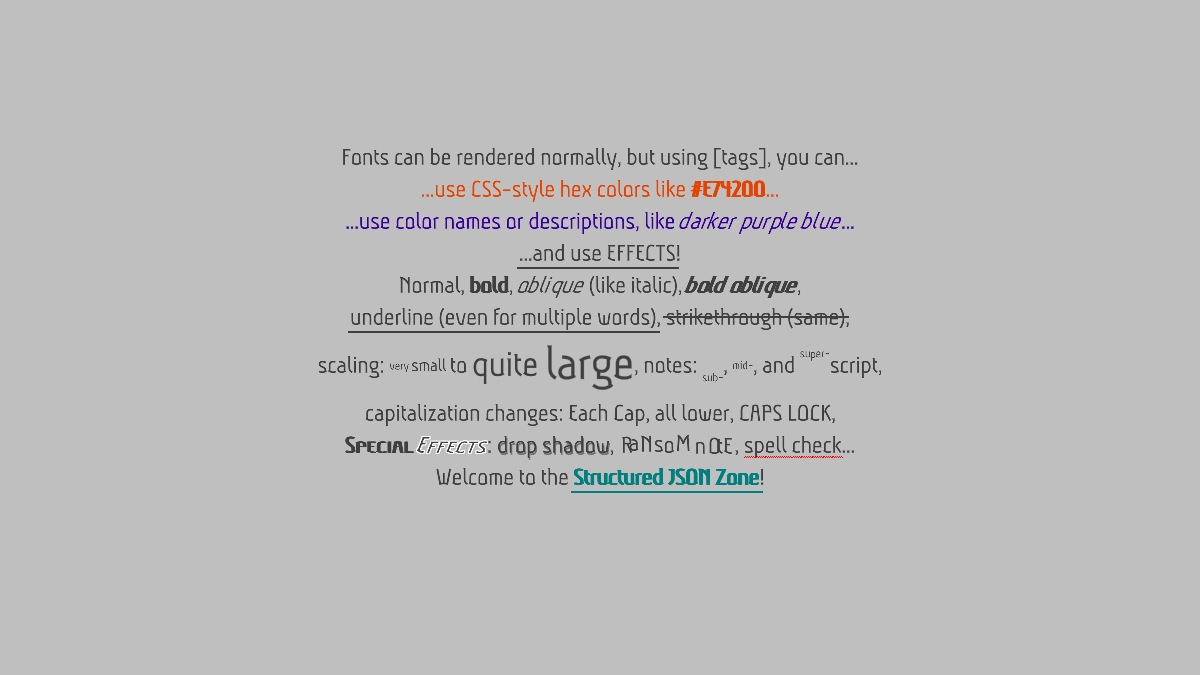 Fonts can be rendered normally, but using [tags], you can...
...use CSS-style hex colors like #E74200...
...use color names or descriptions, like darker purple blue...
...and use EFFECTS!
Normal, bold, oblique (like italic), bold oblique,
underline (even for multiple words), strikethrough (same),
scaling: very small to quite large, notes: sub-, mid-, and super-script,
capitalization changes: Each Cap, all lower, CAPS LOCK,
SPECIAL EFFECTS: drop shadow, RaNsoM nOtE, spell check...
Welcome to the Structured JSON Zone!